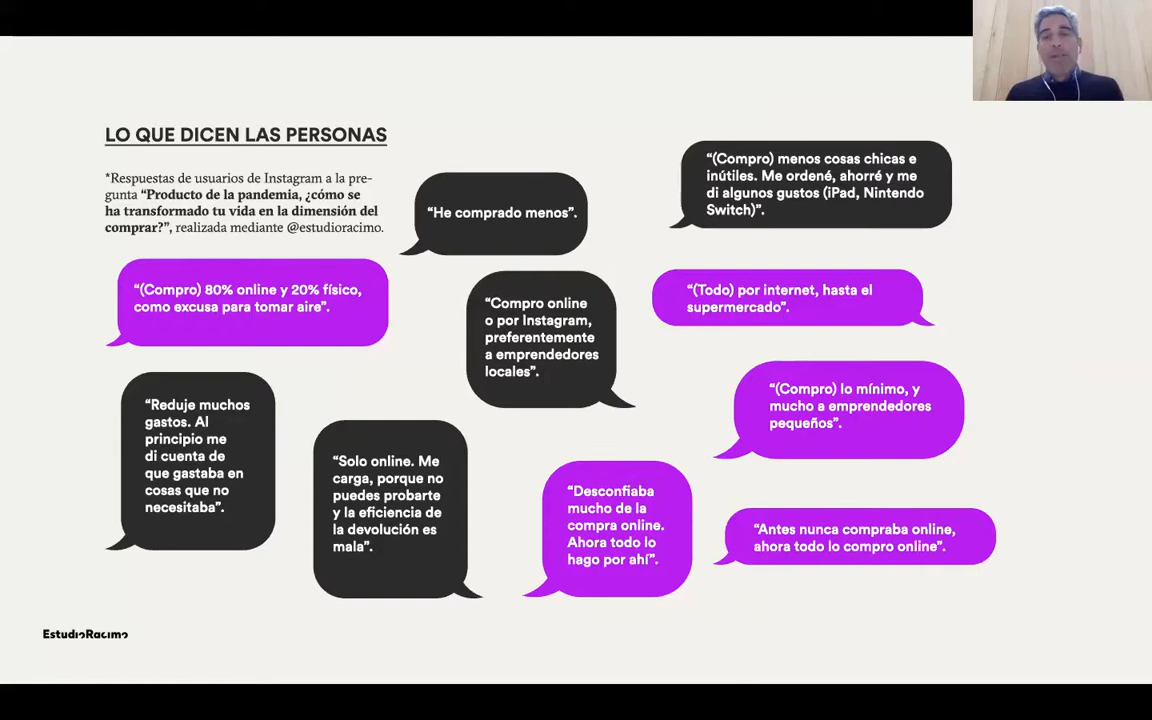 LO QUE DICEN LAS PERSONAS
*Respuestas de usuarios de Instagram a la pre-
gunta “Producto de la pandemia, ¿cómo se
ha transformado tu vida en la dimensión del
comprar?”, realizada mediante @estudioracimo.
“He comprado menos”.
“(Compro) menos cosas chicas e
inútiles. Me ordené, ahorré y me
di algunos gustos (iPad, Nintendo
Switch)”.
“(Compro) 80% online y 20% físico,
como excusa para tomar aire”.
“Compro online
o por Instagram,
preferentemente
a emprendedores
locales”.
“(Todo) por internet, hasta el
supermercado”.
“Reduje muchos
gastos. Al
principio me
di cuenta de
que gastaba en
cosas que no
necesitaba”.
“Solo online. Me
carga, porque no
puedes probarte
y la eficiencia de
la devolución es
mala”.
“Desconfiaba
mucho de la
compra online.
Ahora todo lo
hago por ahí”.
“(Compro) lo mínimo, y
mucho a emprendedores
pequeños”.
“Antes nunca compraba online,
ahora todo lo compro online”.
EstudioRacimo